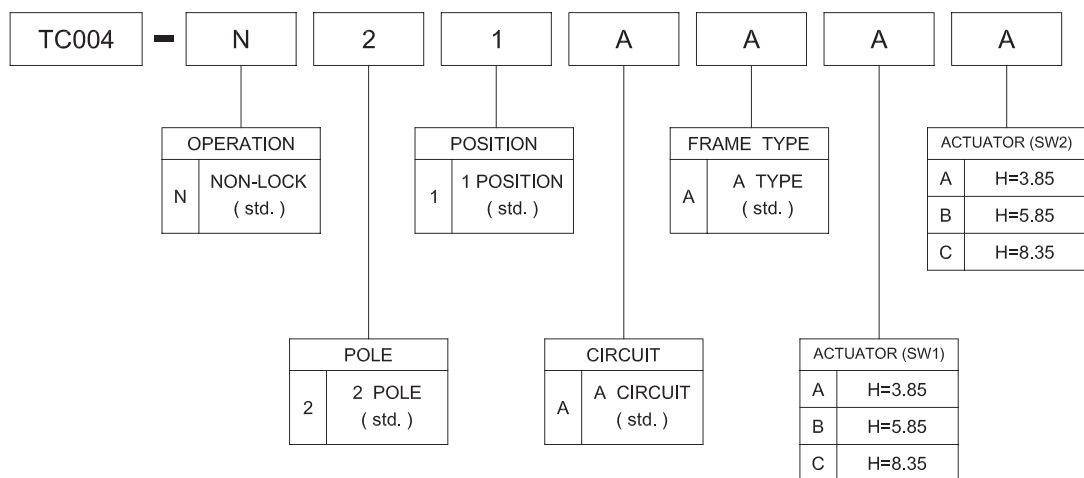 TC004 - N 2 1 A A A A
OPERATION
N NON-LOCK
( std. )
POSITION
1 1 POSITION
( std. )
FRAME TYPE
A A TYPE
( std. )
ACTUATOR (SW2)
A H=3.85
B H=5.85
C H=8.35
POLE
2 2 POLE
( std. )
CIRCUIT
A A CIRCUIT
( std. )
ACTUATOR (SW1)
A H=3.85
B H=5.85
C H=8.35